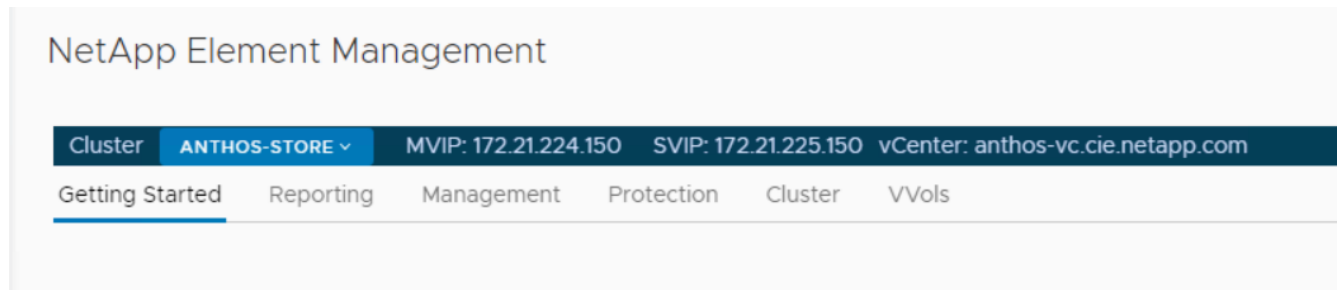 NetApp Element Management
Cluster ANTHOS-STORE MVIP: 172.21.224.150 SVIP: 172.21.225.150 vCenter: anthos-vc.cie.netapp.com
Getting Started Reporting Management Protection Cluster VVols